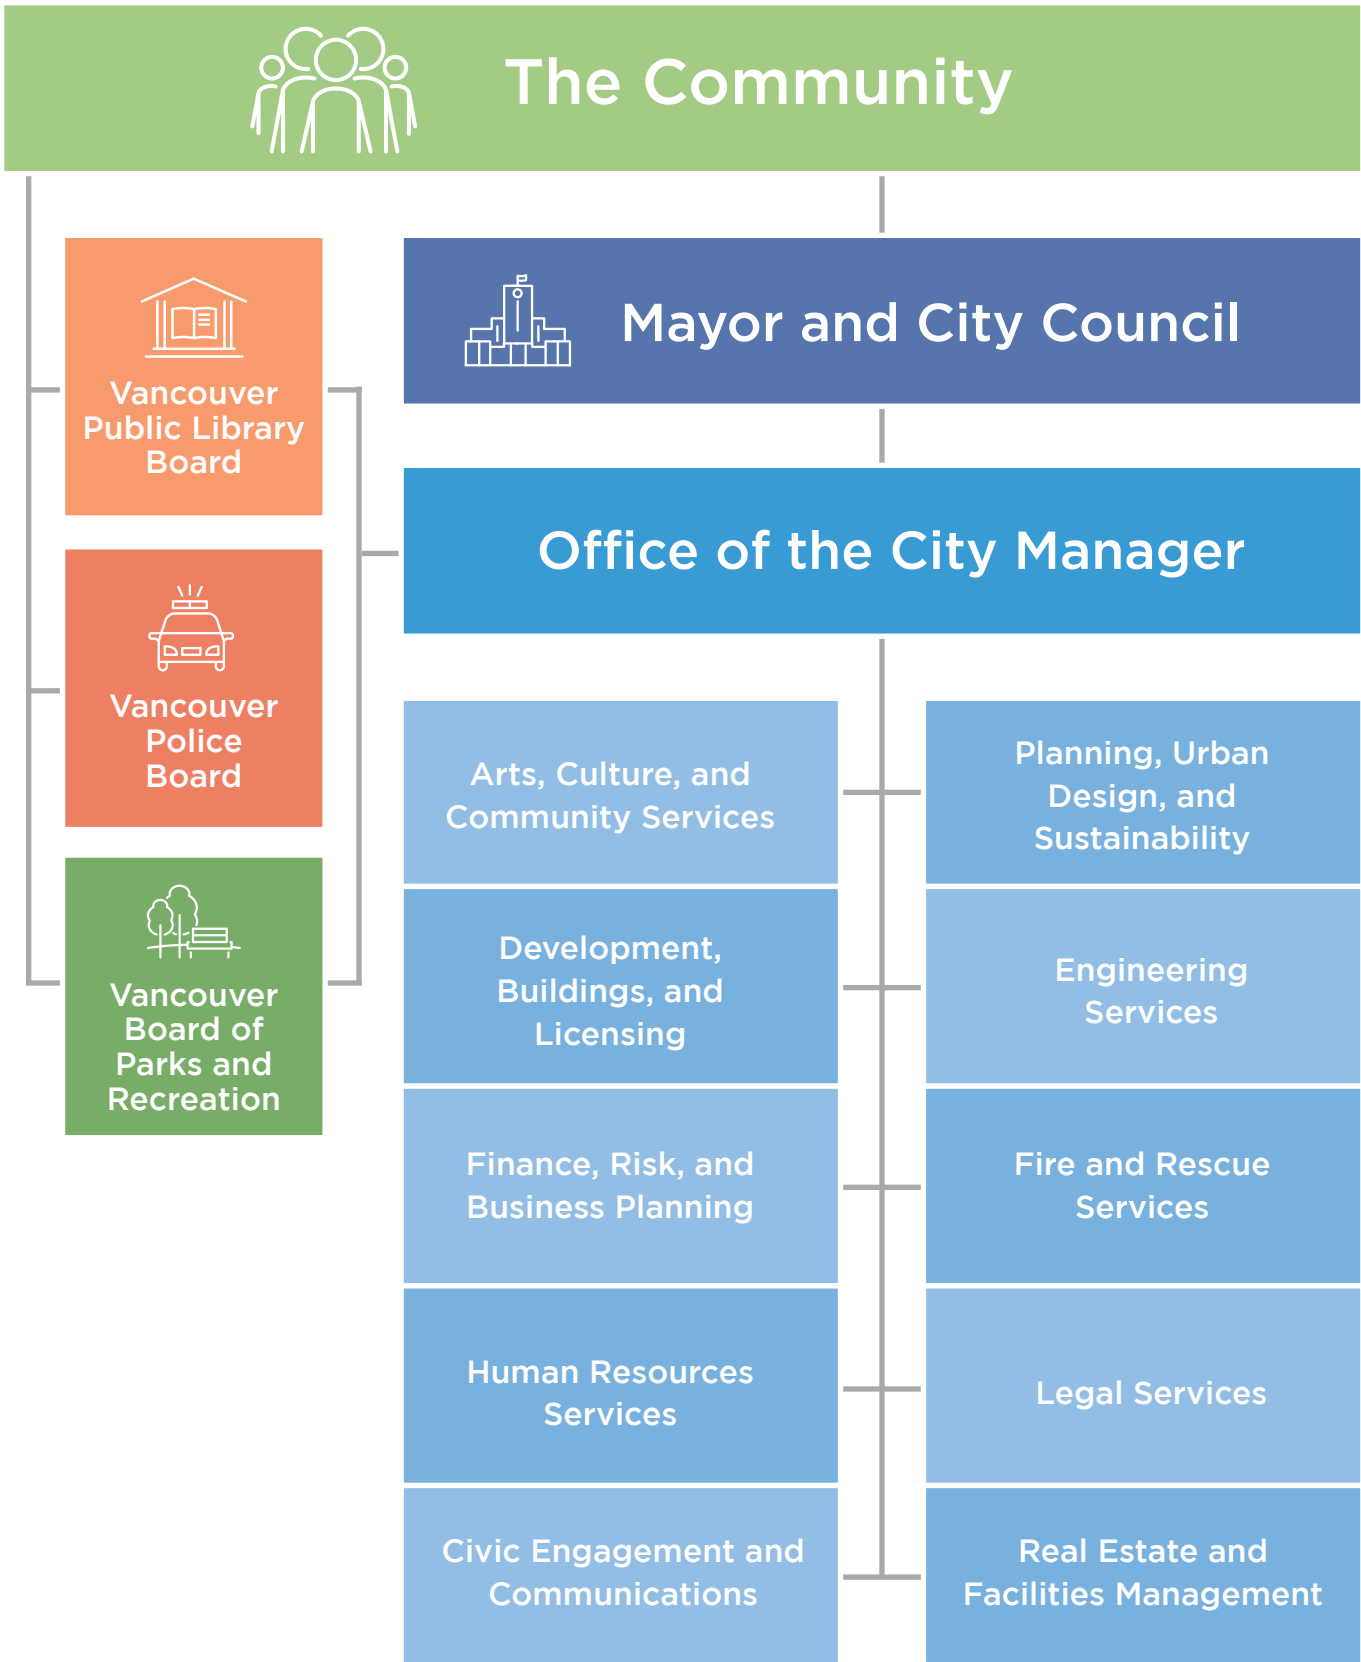 The Community
Vancouver
Public Library
Board
Vancouver
Police
Board
Vancouver
Board of
Parks and
Recreation
Mayor and City Council
Office of the City Manager
Arts, Culture, and
Community Services
Planning, Urban
Design, and
Sustainability
Development,
Buildings, and
Licensing
Engineering
Services
Finance, Risk, and
Business Planning
Fire and Rescue
Services
Human Resources
Services
Legal Services
Civic Engagement and
Communications
Real Estate and
Facilities Management